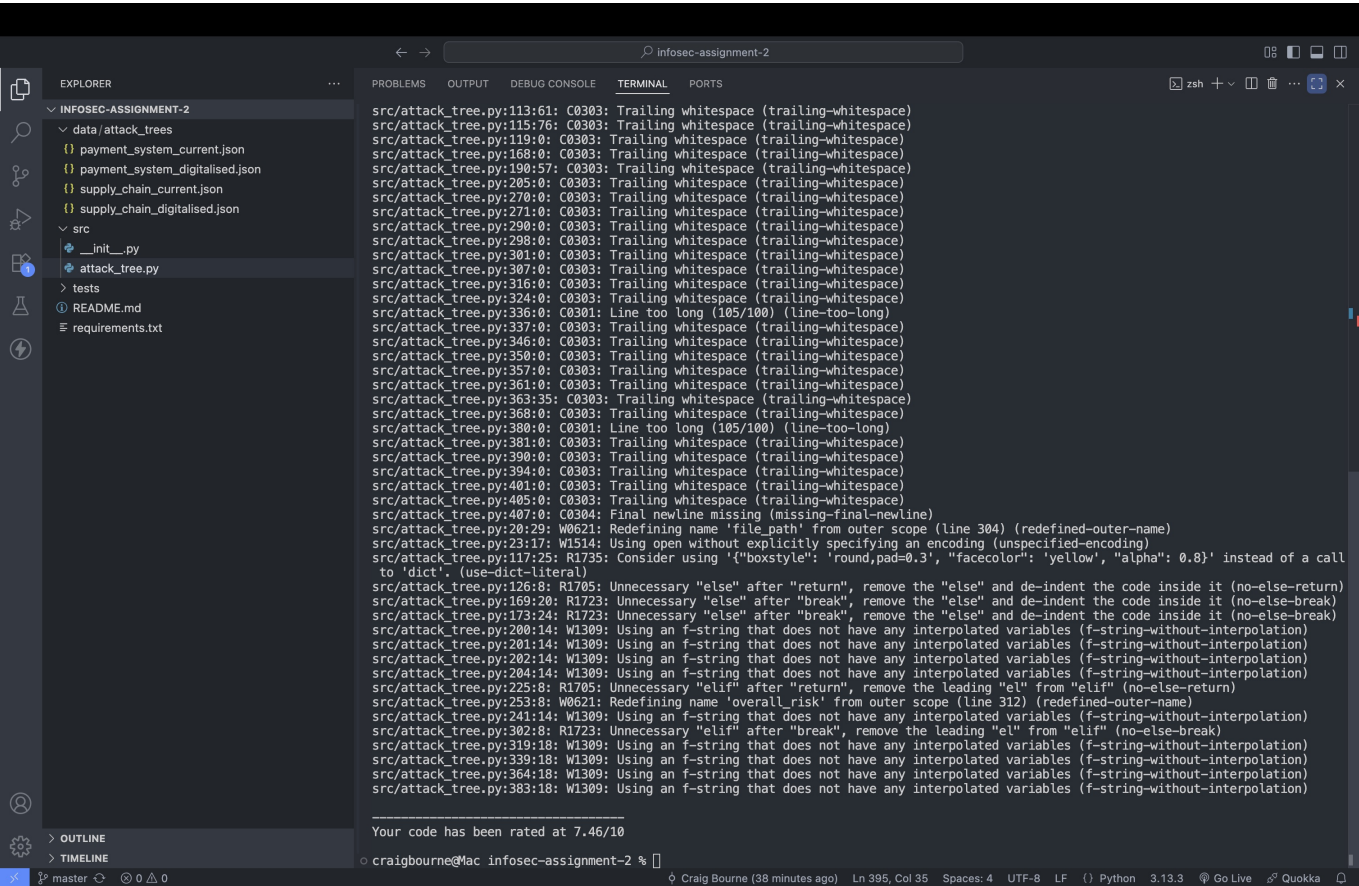 infosec-assignment-2
EXPLORER
INFOSEC-ASSIGNMENT-2
data/attack_trees
{} payment_system_current.json
{} payment_system_digitalised.json
{} supply_chain_current.json
{} supply_chain_digitalised.json
src
__init__.py
attack_tree.py
tests
README.md
requirements.txt
OUTLINE
TIMELINE
1
PROBLEMS OUTPUT DEBUG CONSOLE TERMINAL PORTS
zsh
src/attack_tree.py:113:61: C0303: Trailing whitespace (trailing-whitespace)
src/attack_tree.py:115:76: C0303: Trailing whitespace (trailing-whitespace)
src/attack_tree.py:119:0: C0303: Trailing whitespace (trailing-whitespace)
src/attack_tree.py:168:0: C0303: Trailing whitespace (trailing-whitespace)
src/attack_tree.py:190:57: C0303: Trailing whitespace (trailing-whitespace)
src/attack_tree.py:205:0: C0303: Trailing whitespace (trailing-whitespace)
src/attack_tree.py:270:0: C0303: Trailing whitespace (trailing-whitespace)
src/attack_tree.py:271:0: C0303: Trailing whitespace (trailing-whitespace)
src/attack_tree.py:290:0: C0303: Trailing whitespace (trailing-whitespace)
src/attack_tree.py:298:0: C0303: Trailing whitespace (trailing-whitespace)
src/attack_tree.py:301:0: C0303: Trailing whitespace (trailing-whitespace)
src/attack_tree.py:307:0: C0303: Trailing whitespace (trailing-whitespace)
src/attack_tree.py:316:0: C0303: Trailing whitespace (trailing-whitespace)
src/attack_tree.py:324:0: C0303: Trailing whitespace (trailing-whitespace)
src/attack_tree.py:336:0: C0301: Line too long (105/100) (line-too-long)
src/attack_tree.py:337:0: C0303: Trailing whitespace (trailing-whitespace)
src/attack_tree.py:346:0: C0303: Trailing whitespace (trailing-whitespace)
src/attack_tree.py:350:0: C0303: Trailing whitespace (trailing-whitespace)
src/attack_tree.py:357:0: C0303: Trailing whitespace (trailing-whitespace)
src/attack_tree.py:361:0: C0303: Trailing whitespace (trailing-whitespace)
src/attack_tree.py:363:35: C0303: Trailing whitespace (trailing-whitespace)
src/attack_tree.py:368:0: C0303: Trailing whitespace (trailing-whitespace)
src/attack_tree.py:380:0: C0301: Line too long (105/100) (line-too-long)
src/attack_tree.py:381:0: C0303: Trailing whitespace (trailing-whitespace)
src/attack_tree.py:390:0: C0303: Trailing whitespace (trailing-whitespace)
src/attack_tree.py:394:0: C0303: Trailing whitespace (trailing-whitespace)
src/attack_tree.py:401:0: C0303: Trailing whitespace (trailing-whitespace)
src/attack_tree.py:405:0: C0303: Trailing whitespace (trailing-whitespace)
src/attack_tree.py:407:0: C0304: Final newline missing (missing-final-newline)
src/attack_tree.py:20:29: W0621: Redefining name 'file_path' from outer scope (line 304) (redefined-outer-name)
src/attack_tree.py:23:17: W1514: Using open without explicitly specifying an encoding (unspecified-encoding)
src/attack_tree.py:117:25: R1735: Consider using '{"boxstyle": 'round,pad=0.3', "facecolor": 'yellow', "alpha": 0.8}' instead of a call
to 'dict'. (use-dict-literal)
src/attack_tree.py:126:8: R1705: Unnecessary "else" after "return", remove the "else" and de-indent the code inside it (no-else-return)
src/attack_tree.py:169:20: R1723: Unnecessary "else" after "break", remove the "else" and de-indent the code inside it (no-else-break)
src/attack_tree.py:173:24: R1723: Unnecessary "else" after "break", remove the "else" and de-indent the code inside it (no-else-break)
src/attack_tree.py:200:14: W1309: Using an f-string that does not have any interpolated variables (f-string-without-interpolation)
src/attack_tree.py:201:14: W1309: Using an f-string that does not have any interpolated variables (f-string-without-interpolation)
src/attack_tree.py:202:14: W1309: Using an f-string that does not have any interpolated variables (f-string-without-interpolation)
src/attack_tree.py:204:14: W1309: Using an f-string that does not have any interpolated variables (f-string-without-interpolation)
src/attack_tree.py:225:8: R1705: Unnecessary "elif" after "return", remove the leading "el" from "elif" (no-else-return)
src/attack_tree.py:253:8: W0621: Redefining name 'overall_risk' from outer scope (line 312) (redefined-outer-name)
src/attack_tree.py:241:14: W1309: Using an f-string that does not have any interpolated variables (f-string-without-interpolation)
src/attack_tree.py:302:8: R1723: Unnecessary "elif" after "break", remove the leading "el" from "elif" (no-else-break)
src/attack_tree.py:319:18: W1309: Using an f-string that does not have any interpolated variables (f-string-without-interpolation)
src/attack_tree.py:339:18: W1309: Using an f-string that does not have any interpolated variables (f-string-without-interpolation)
src/attack_tree.py:364:18: W1309: Using an f-string that does not have any interpolated variables (f-string-without-interpolation)
src/attack_tree.py:383:18: W1309: Using an f-string that does not have any interpolated variables (f-string-without-interpolation)
-----------------------------------
Your code has been rated at 7.46/10
craigbourne@Mac infosec-assignment-2 %
master 0 0 Craig Bourne (38 minutes ago) Ln 395, Col 35 Spaces: 4 UTF-8 LF {} Python 3.13.3 Go Live Quokka